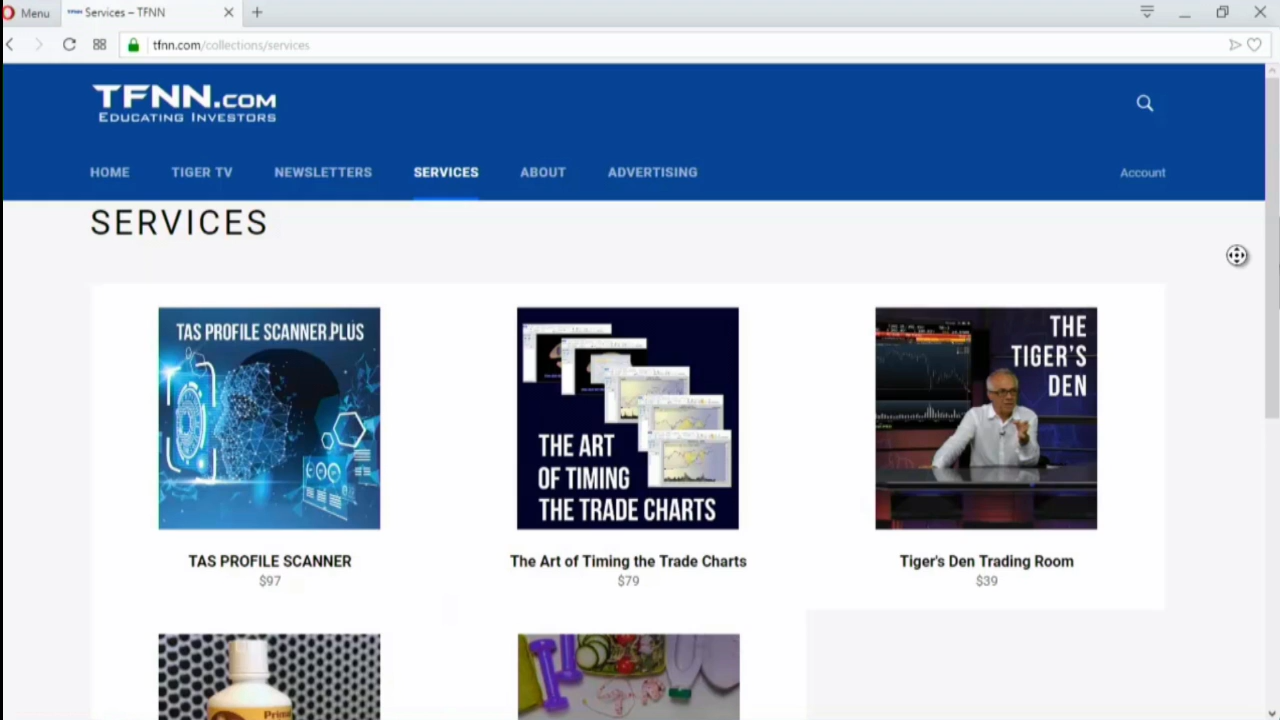 Menu
Services – TFNN
tfnn.com/collections/services
TFNN.COM
EDUCATING INVESTORS
HOME
TIGER TV
NEWSLETTERS
SERVICES
ABOUT
ADVERTISING
Account
SERVICES
TAS PROFILE SCANNER PLUS
THE ART
OF TIMING
THE TRADE CHARTS
THE
TIGER'S
DEN
TAS PROFILE SCANNER
$97
The Art of Timing the Trade Charts
$79
Tiger's Den Trading Room
$39